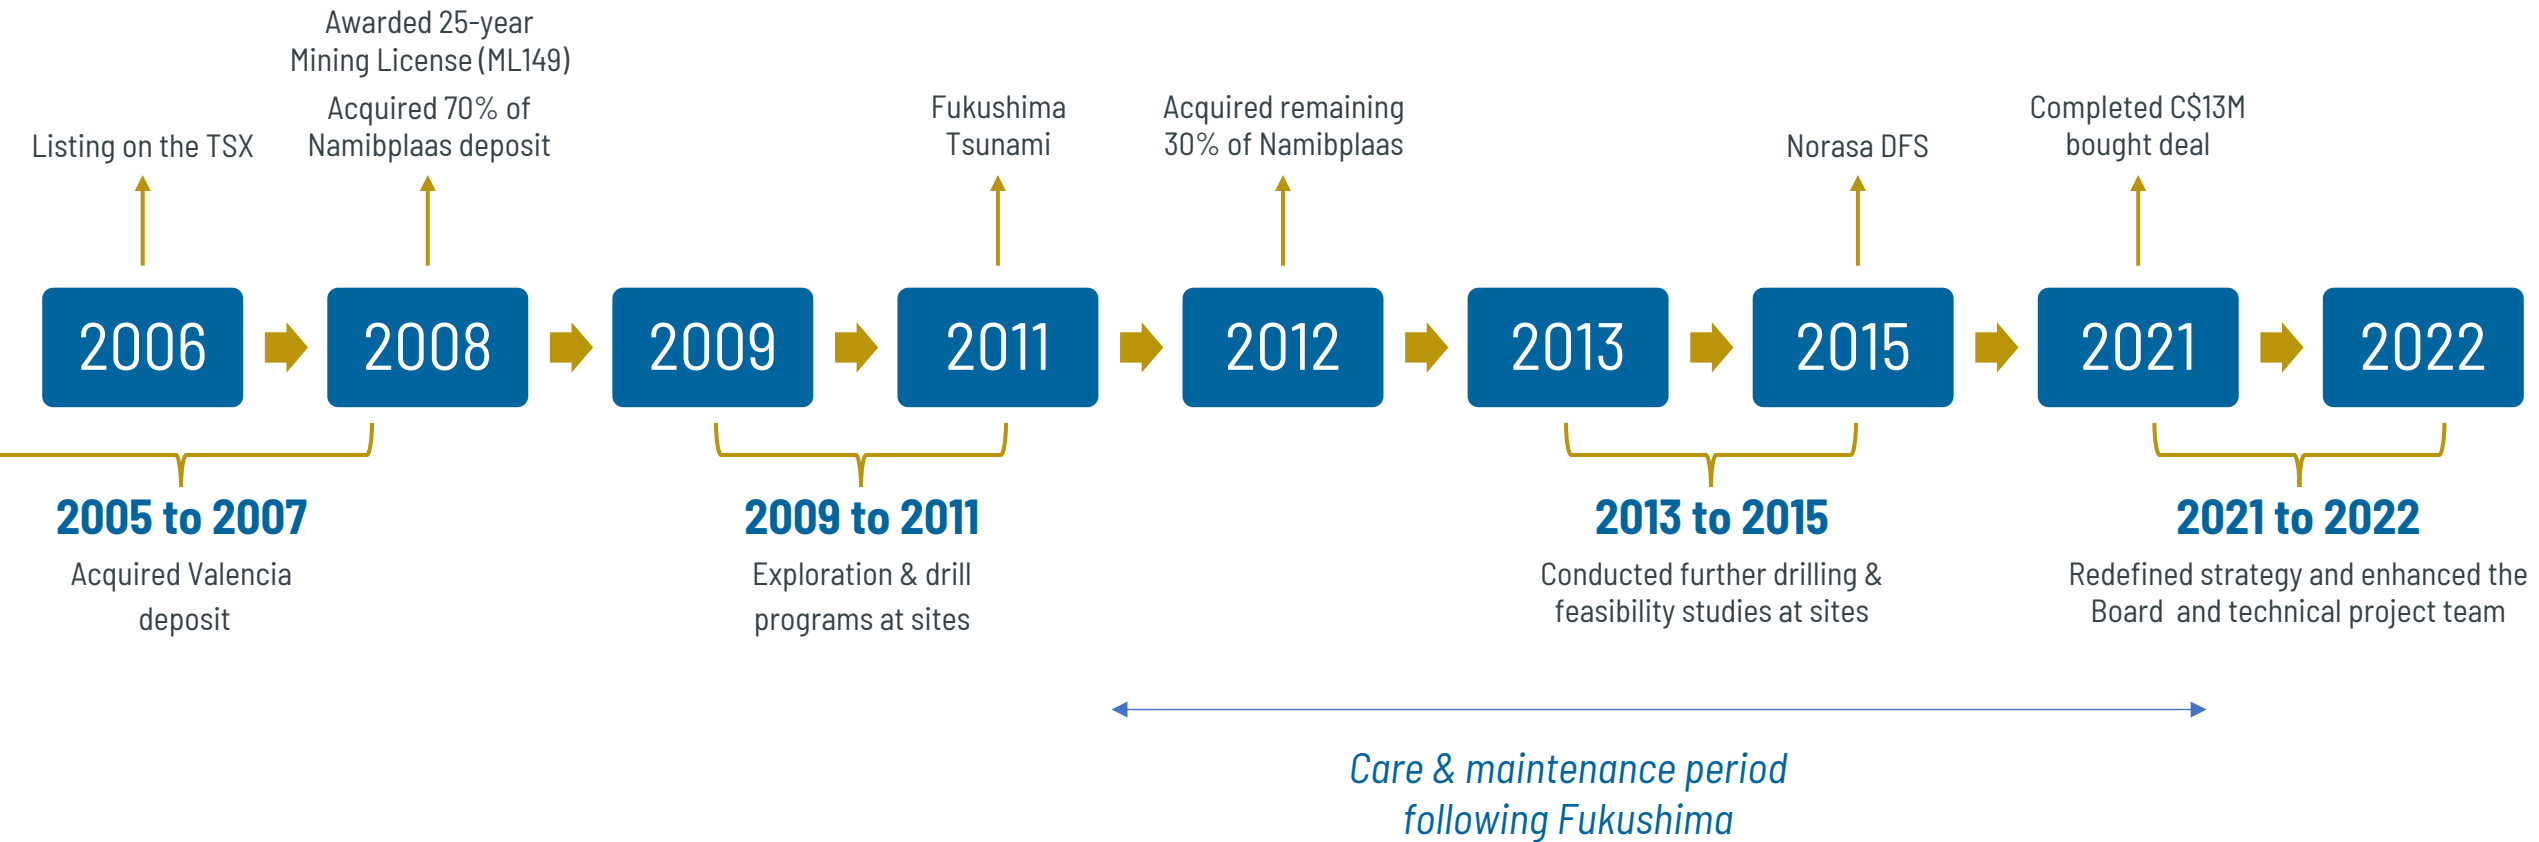 Awarded 25-year
Mining License (ML149)
Listing on the TSX
Acquired 70% of
Namibplaas deposit
Fukushima
Tsunami
Acquired remaining
30% of Namibplaas
Norasa DFS
Completed C$13M
bought deal
2006
2008
2009
2011
2012
2013
2015
2021
2022
2005 to 2007
Acquired Valencia
deposit
2009 to 2011
Exploration & drill
programs at sites
2013 to 2015
Conducted further drilling &
feasibility studies at sites
2021 to 2022
Redefined strategy and enhanced the
Board  and technical project team
Care & maintenance period
following Fukushima